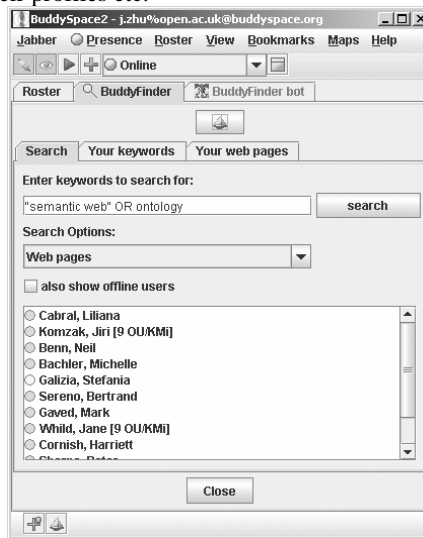 BuddySpace2 - j.zhu%open.ac.uk@buddyspace.org
Jabber Presence Roster View Bookmarks Maps Help
Online
Roster BuddyFinder BuddyFinder bot
Search Your keywords Your web pages
Enter keywords to search for:
"semantic web" OR ontology search
Search Options:
Web pages
also show offline users
Cabral, Liliana
Komzak, Jiri [9 OU/KMi]
Benn, Neil
Bachler, Michelle
Galizia, Stefania
Sereno, Bertrand
Gaved, Mark
Whild, Jane [9 OU/KMi]
Cornish, Harriett
Close